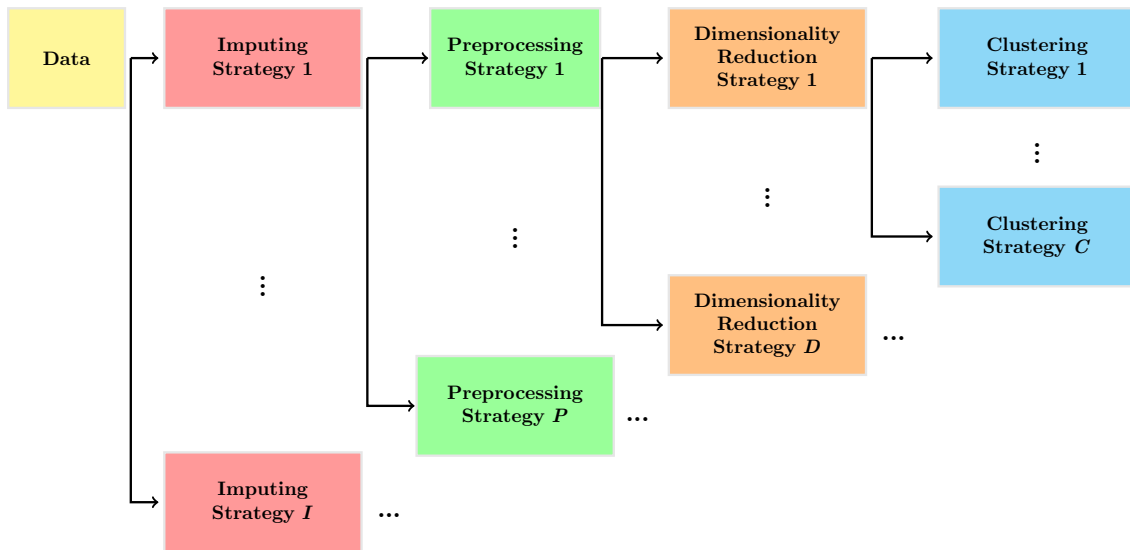 Data
Imputing
Strategy 1
Preprocessing
Strategy 1
Dimensionality
Reduction
Strategy 1
Clustering
Strategy 1
⋮
⋮
⋮
⋮
Clustering
Strategy C
Dimensionality
Reduction
Strategy D
...
Preprocessing
Strategy P
...
Imputing
Strategy I
...